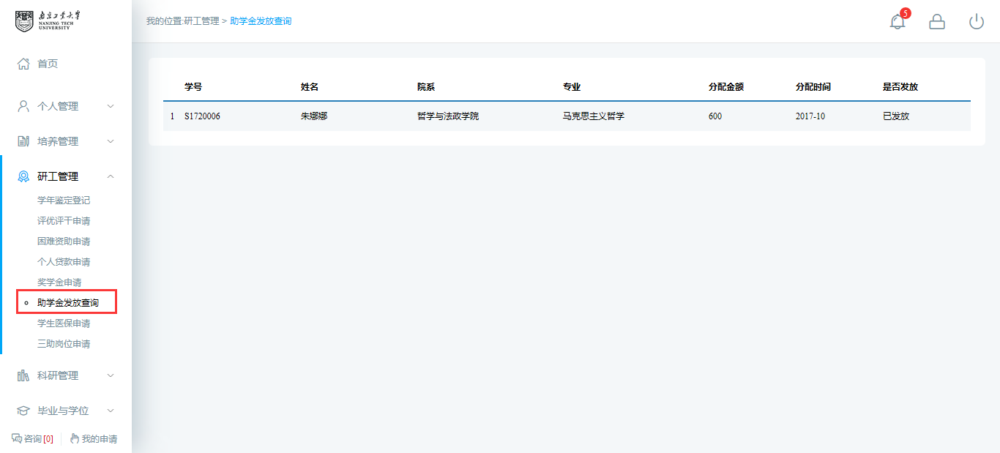 南京工业大学
NANJING TECH
UNIVERSITY
我的位置:研工管理 > 助学金发放查询
5
首页
个人管理
培养管理
研工管理
学年鉴定登记
评优评干申请
困难资助申请
个人贷款申请
奖学金申请
助学金发放查询
学生医保申请
三助岗位申请
科研管理
毕业与学位
咨询[0] 我的申请
学号 姓名 院系 专业 分配金额 分配时间 是否发放
1 S1720006 朱娜娜 哲学与法政学院 马克思主义哲学 600 2017-10 已发放